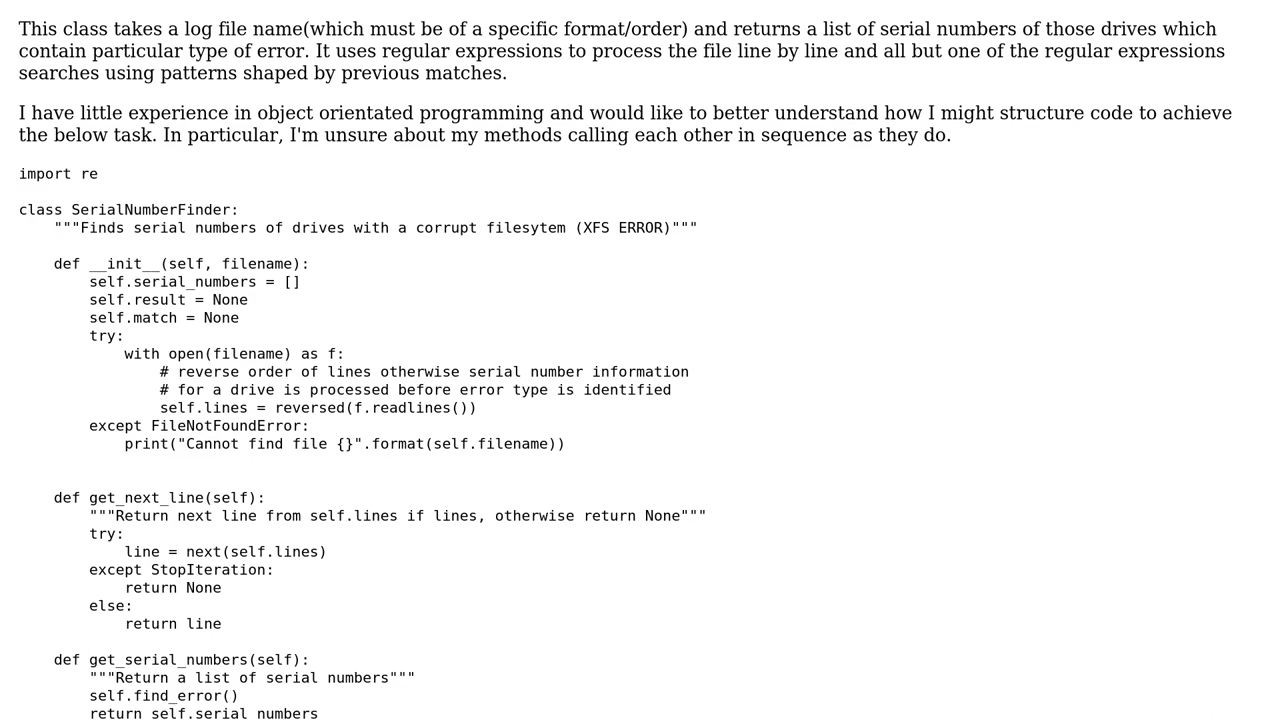 This class takes a log file name(which must be of a specific format/order) and returns a list of serial numbers of those drives which
contain particular type of error. It uses regular expressions to process the file line by line and all but one of the regular expressions
searches using patterns shaped by previous matches.
I have little experience in object orientated programming and would like to better understand how I might structure code to achieve
the below task. In particular, I'm unsure about my methods calling each other in sequence as they do.
import re
class SerialNumberFinder:
    """Finds serial numbers of drives with a corrupt filesytem (XFS ERROR)"""
    def __init__(self, filename):
        self.serial_numbers = []
        self.result = None
        self.match = None
        try:
            with open(filename) as f:
                # reverse order of lines otherwise serial number information
                # for a drive is processed before error type is identified
                self.lines = reversed(f.readlines())
        except FileNotFoundError:
            print("Cannot find file {}".format(self.filename))
    def get_next_line(self):
        """Return next line from self.lines if lines, otherwise return None"""
        try:
            line = next(self.lines)
        except StopIteration:
            return None
        else:
            return line
    def get_serial_numbers(self):
        """Return a list of serial numbers"""
        self.find_error()
        return self.serial_numbers